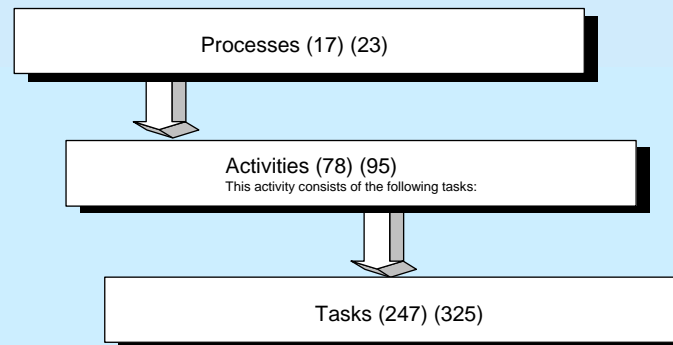 Processes (17) (23)
Activities (78) (95)
This activity consists of the following tasks:
Tasks (247) (325)